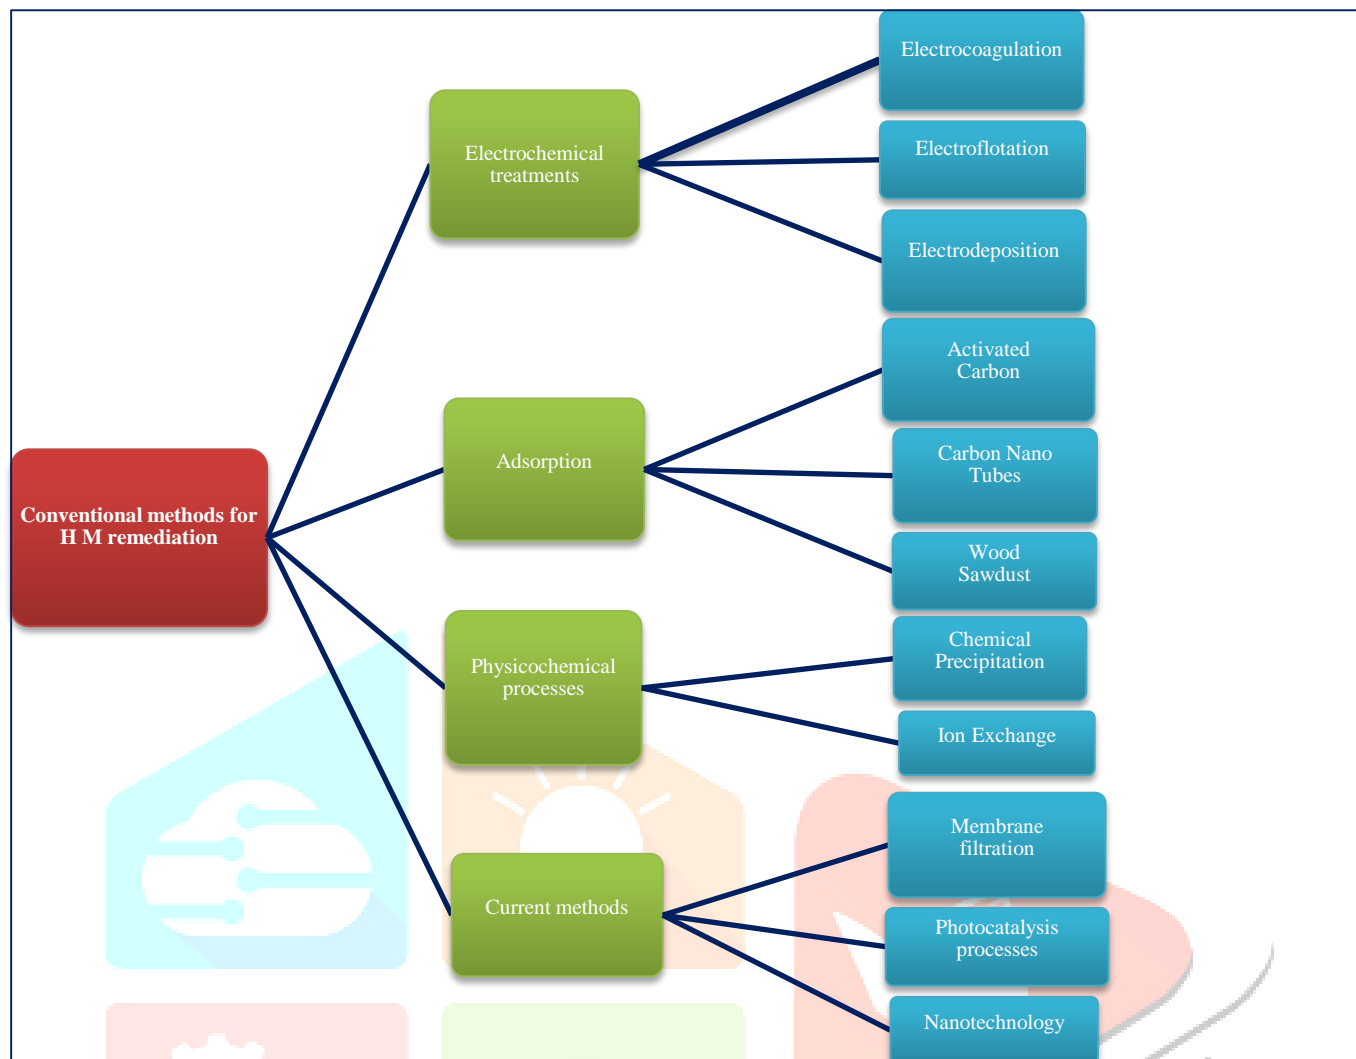 Conventional methods for
H M remediation
Electrochemical
treatments
Electrocoagulation
Electroflotation
Electrodeposition
Adsorption
Activated
Carbon
Carbon Nano
Tubes
Wood
Sawdust
Physicochemical
processes
Chemical
Precipitation
Ion Exchange
Current methods
Membrane
filtration
Photocatalysis
processes
Nanotechnology